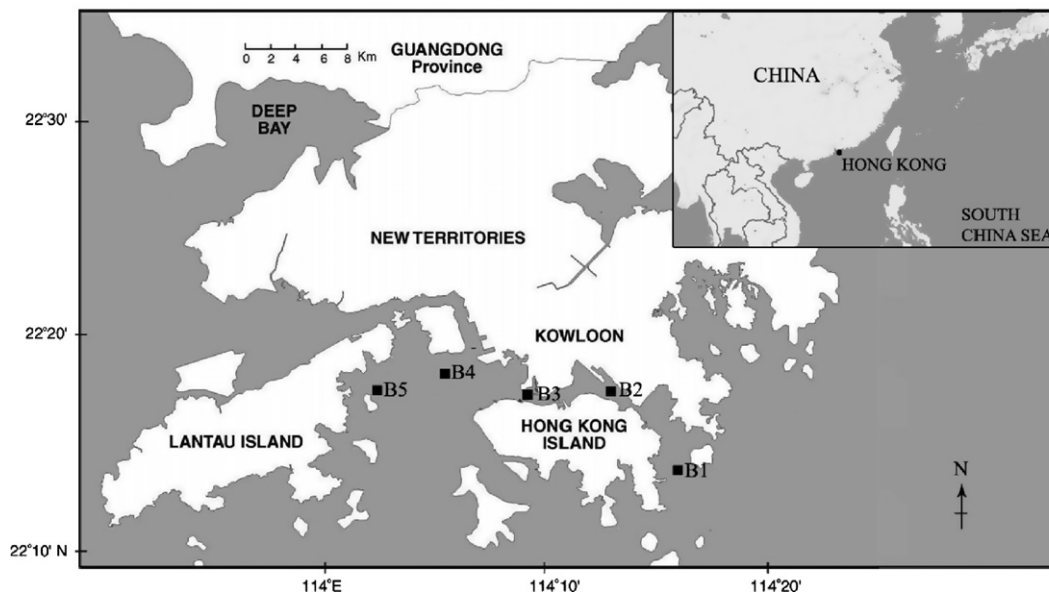 0 2 4 6 8 Km
GUANGDONG
Province
DEEP
BAY
22°30'
NEW TERRITORIES
22°20'
KOWLOON
B4
B5
B3
B2
LANTAU ISLAND
HONG KONG
ISLAND
B1
N
22°10' N
114°E
114°10'
114°20'
CHINA
HONG KONG
SOUTH
CHINA SEA